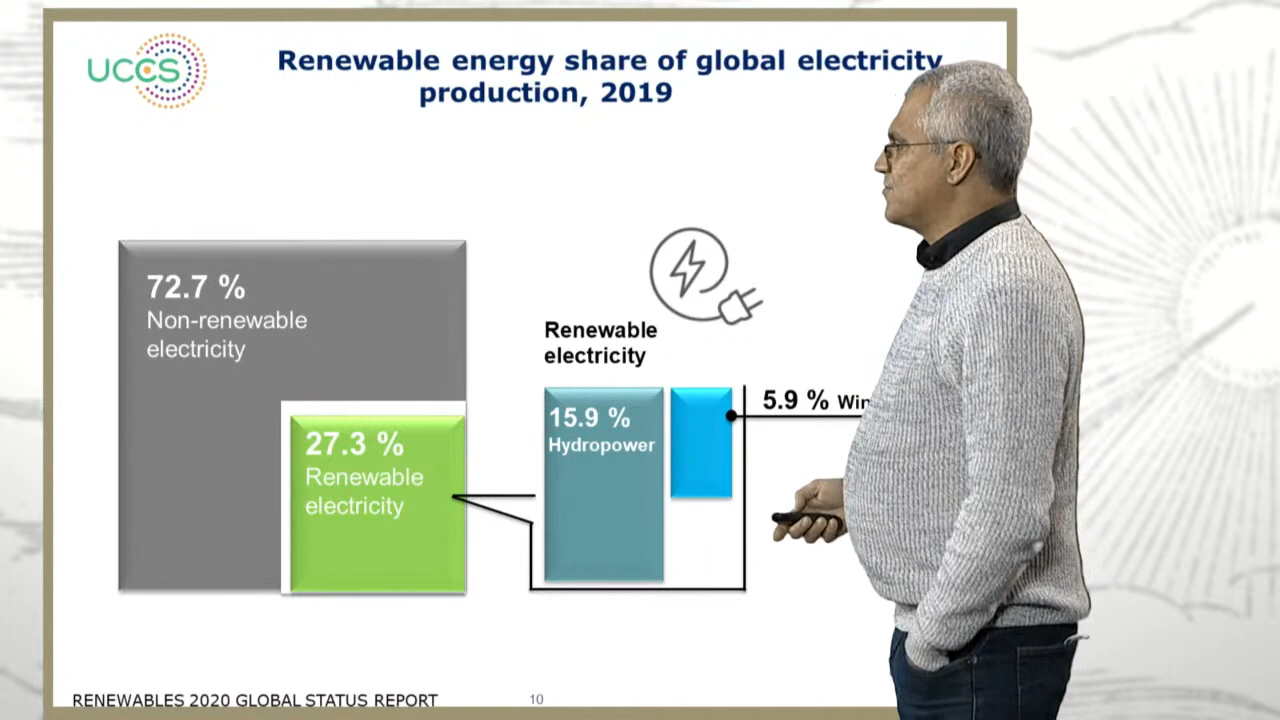 UCCS
Renewable energy share of global electricity
production, 2019
72.7 %
Non-renewable
electricity
27.3 %
Renewable
electricity
Renewable
electricity
15.9 %
Hydropower
5.9 %
RENEWABLES 2020 GLOBAL STATUS REPORT
10